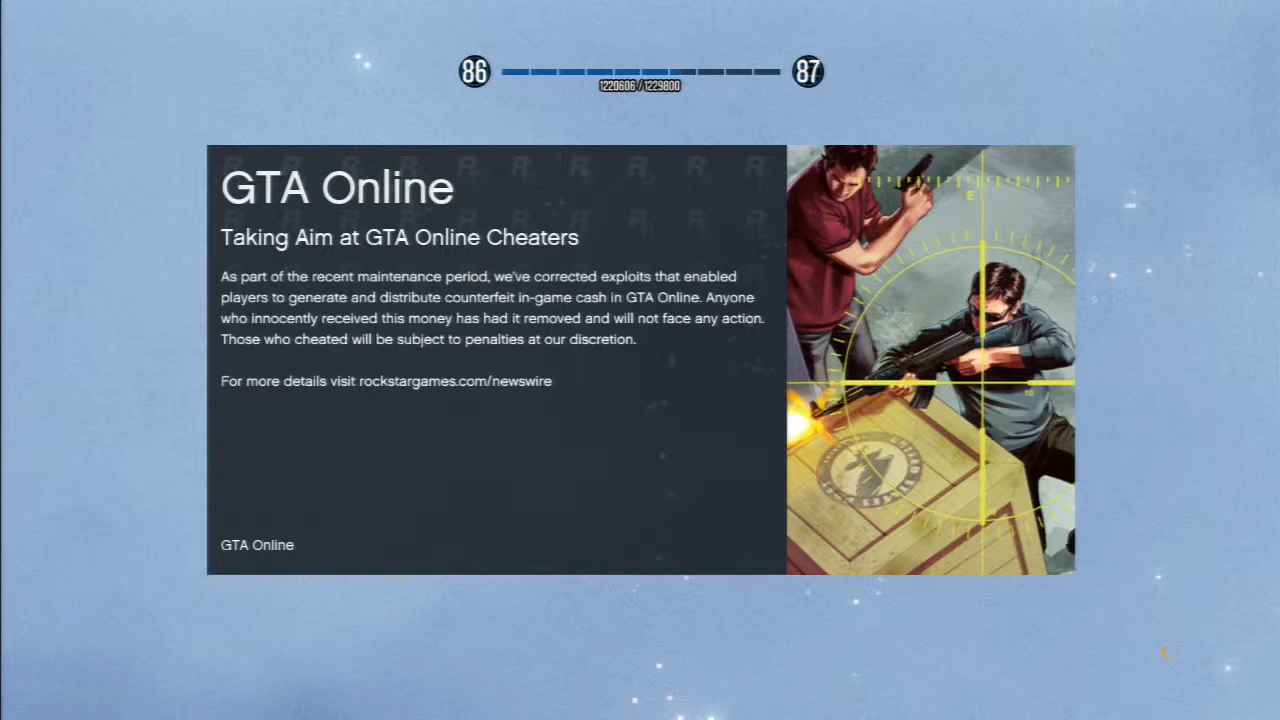 86 87
1220606 / 1229800
GTA Online
Taking Aim at GTA Online Cheaters
As part of the recent maintenance period, we've corrected exploits that enabled
players to generate and distribute counterfeit in-game cash in GTA Online. Anyone
who innocently received this money has had it removed and will not face any action.
Those who cheated will be subject to penalties at our discretion.
For more details visit rockstargames.com/newswire
GTA Online
E
10